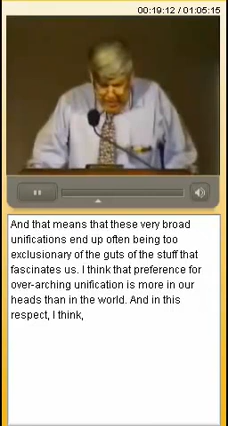 00:19:12 / 01:05:15
And that means that these very broad
unifications end up often being too
exclusionary of the guts of the stuff that
fascinates us. I think that preference for
over-arching unification is more in our
heads than in the world. And in this
respect, I think,